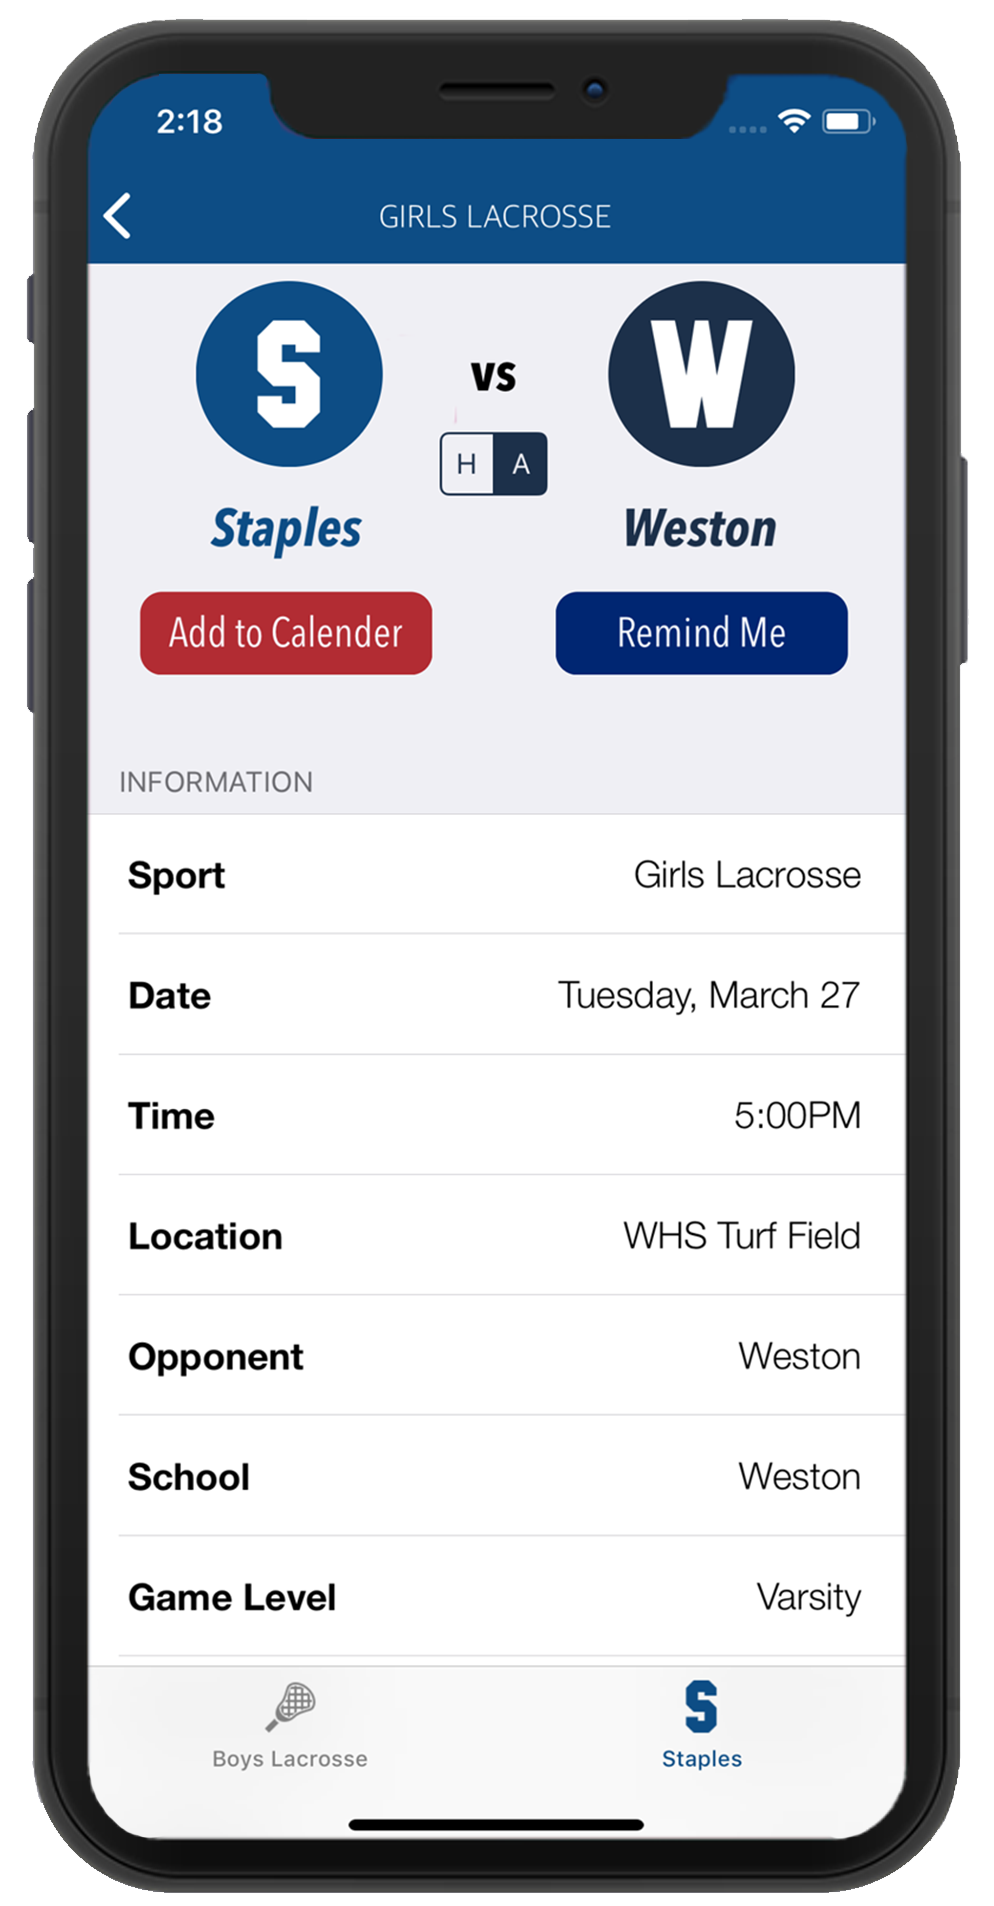 2:18
GIRLS LACROSSE
S
vs
W
H A
Staples
Weston
Add to Calender
Remind Me
INFORMATION
Sport Girls Lacrosse
Date Tuesday, March 27
Time 5:00PM
Location WHS Turf Field
Opponent Weston
School Weston
Game Level Varsity
S
Boys Lacrosse
Staples